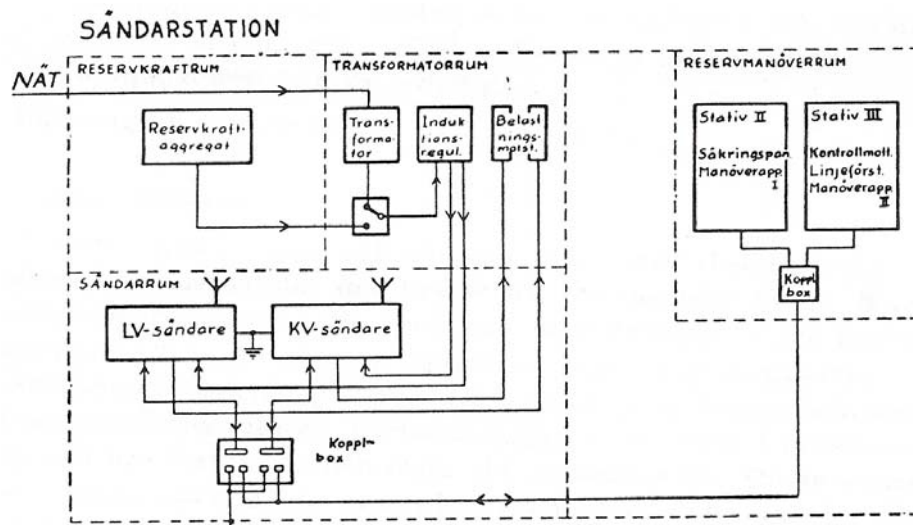 SÄNDARSTATION
NÄT
RESERVKRAFTRUM
TRANSFORMATORRUM
RESERVMANÖVERRUM
Reservkraft-
aggregat
Trans-
forma-
tor
Induk
tions-
regul.
Belast
nings-
motst.
Stativ II
Säkringspan.
Manöverapp.
I
Stativ III
Kontrollmott.
Linjeförst.
Manöverapp.
II
Koppl
box
SÄNDARRUM
LV-sändare
KV-sändare
Kopplt-
box